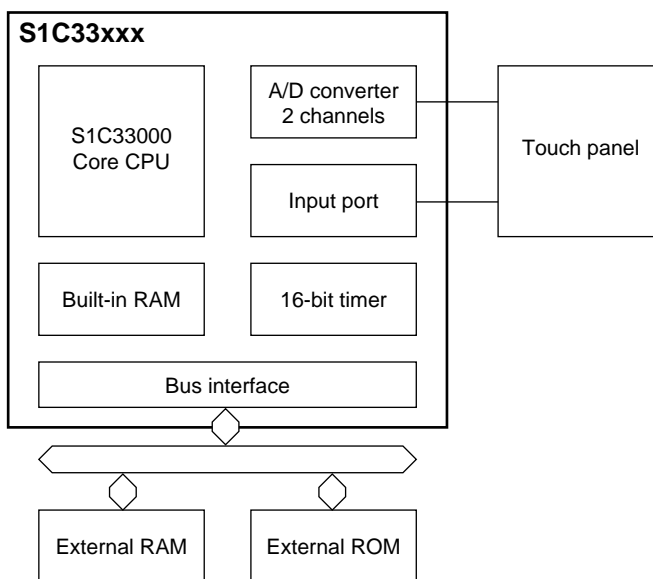 S1C33xxx
S1C33000
Core CPU
A/D converter
2 channels
Touch panel
Input port
Built-in RAM
16-bit timer
Bus interface
External RAM
External ROM